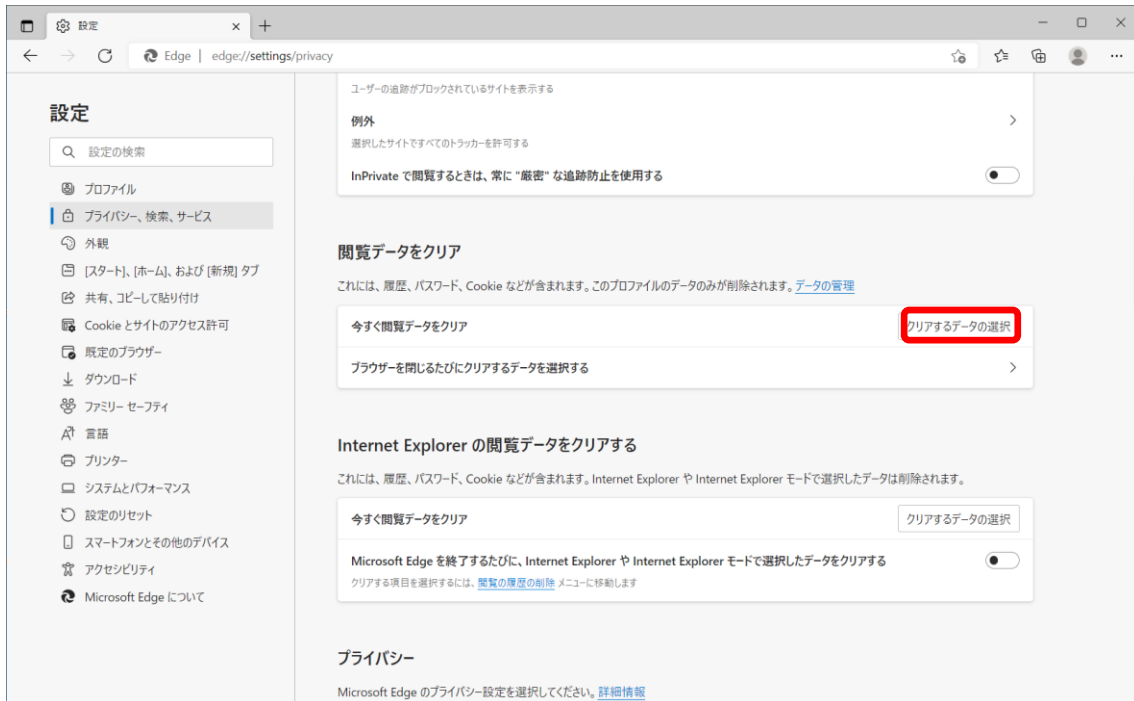 設定
Edge | edge://settings/privacy
設定
設定の検索
プロファイル
プライバシー、検索、サービス
外観
[スタート]、[ホーム]、および [新規] タブ
共有、コピーして貼り付け
Cookie とサイトのアクセス許可
既定のブラウザー
ダウンロード
ファミリー セーフティ
言語
プリンター
システムとパフォーマンス
設定のリセット
スマートフォンとその他のデバイス
アクセシビリティ
Microsoft Edge について
ユーザーの追跡がブロックされているサイトを表示する
例外
選択したサイトですべてのトラッカーを許可する
InPrivate で閲覧するときは、常に "厳密" な追跡防止を使用する
閲覧データをクリア
これには、履歴、パスワード、Cookie などが含まれます。このプロファイルのデータのみが削除されます。データの管理
今すぐ閲覧データをクリア
クリアするデータの選択
ブラウザーを閉じるたびにクリアするデータを選択する
Internet Explorer の閲覧データをクリアする
これには、履歴、パスワード、Cookie などが含まれます。Internet Explorer や Internet Explorer モードで選択したデータは削除されます。
今すぐ閲覧データをクリア
クリアするデータの選択
Microsoft Edge を終了するたびに、Internet Explorer や Internet Explorer モードで選択したデータをクリアする
クリアする項目を選択するには、閲覧の履歴の削除 メニューに移動します
プライバシー
Microsoft Edge のプライバシー設定を選択してください。詳細情報